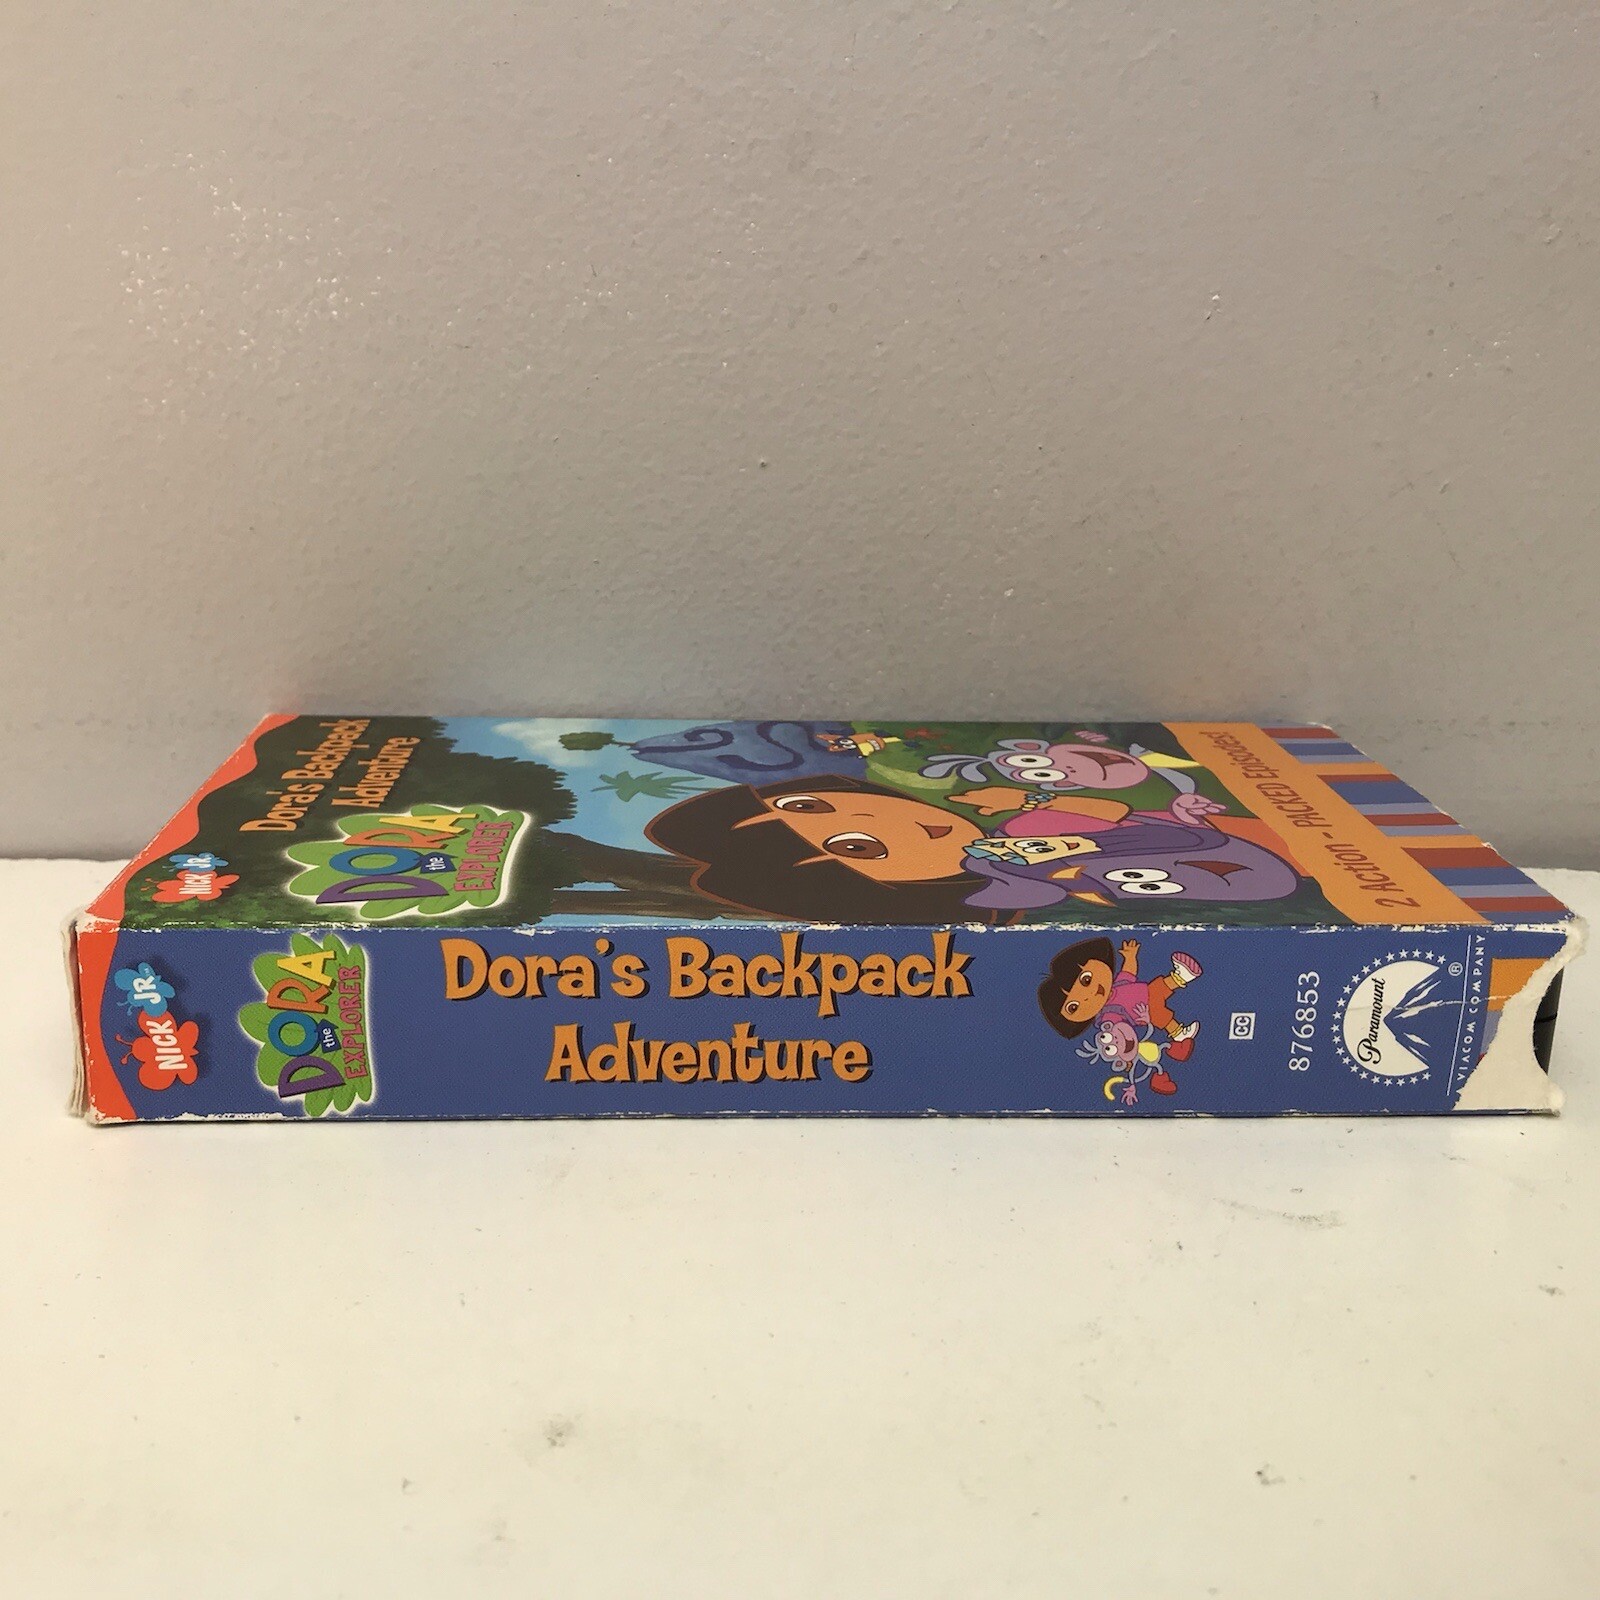 Dora's Backpack
Adventure
NICK JR.
DORA
the
EXPLORER
2 Action-PACKED Episodes!
NICK JR.
DORA
the
EXPLORER
Dora's Backpack
Adventure
CC
876853
Paramount
®
VIACOM COMPANY